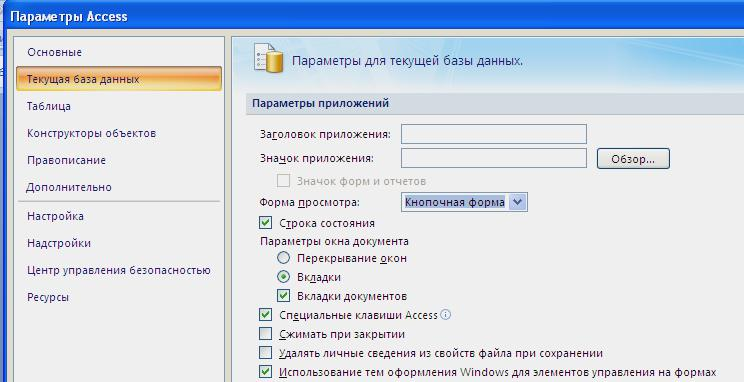 Параметры Access
Основные
Текущая база данных
Таблица
Конструкторы объектов
Правописание
Дополнительно
Настройка
Надстройки
Центр управления безопасностью
Ресурсы
Параметры для текущей базы данных.
Параметры приложений
Заголовок приложения:
Значок приложения:
Обзор...
Значок форм и отчетов
Форма просмотра: Кнопочная форма
Строка состояния
Параметры окна документа
Перекрывание окон
Вкладки
Вкладки документов
Специальные клавиши Access
Сжимать при закрытии
Удалять личные сведения из свойств файла при сохранении
Использование тем оформления Windows для элементов управления на формах